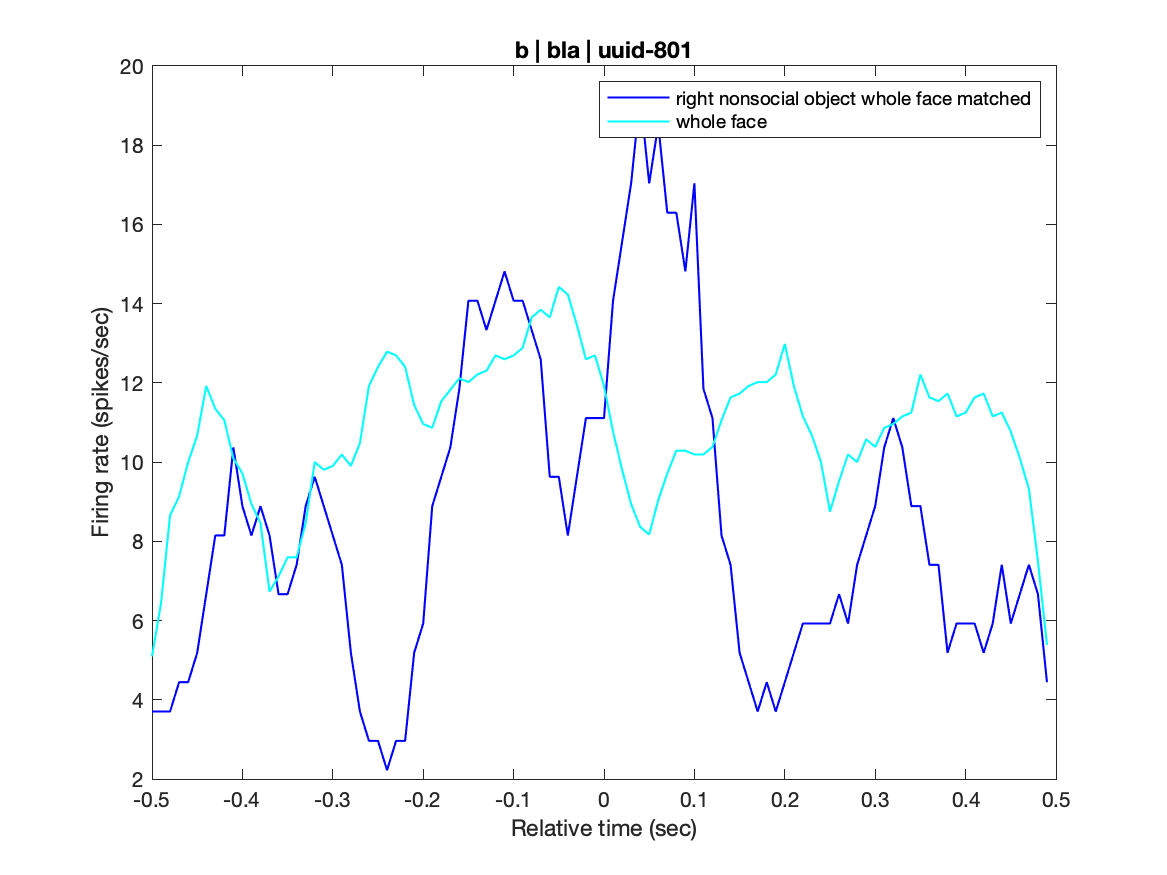 b | bla | uuid-801
20
18
16
14
12
10
8
6
4
2
Firing rate (spikes/sec)
right nonsocial object whole face matched
whole face
-0.5 -0.4 -0.3 -0.2 -0.1 0 0.1 0.2 0.3 0.4 0.5
Relative time (sec)